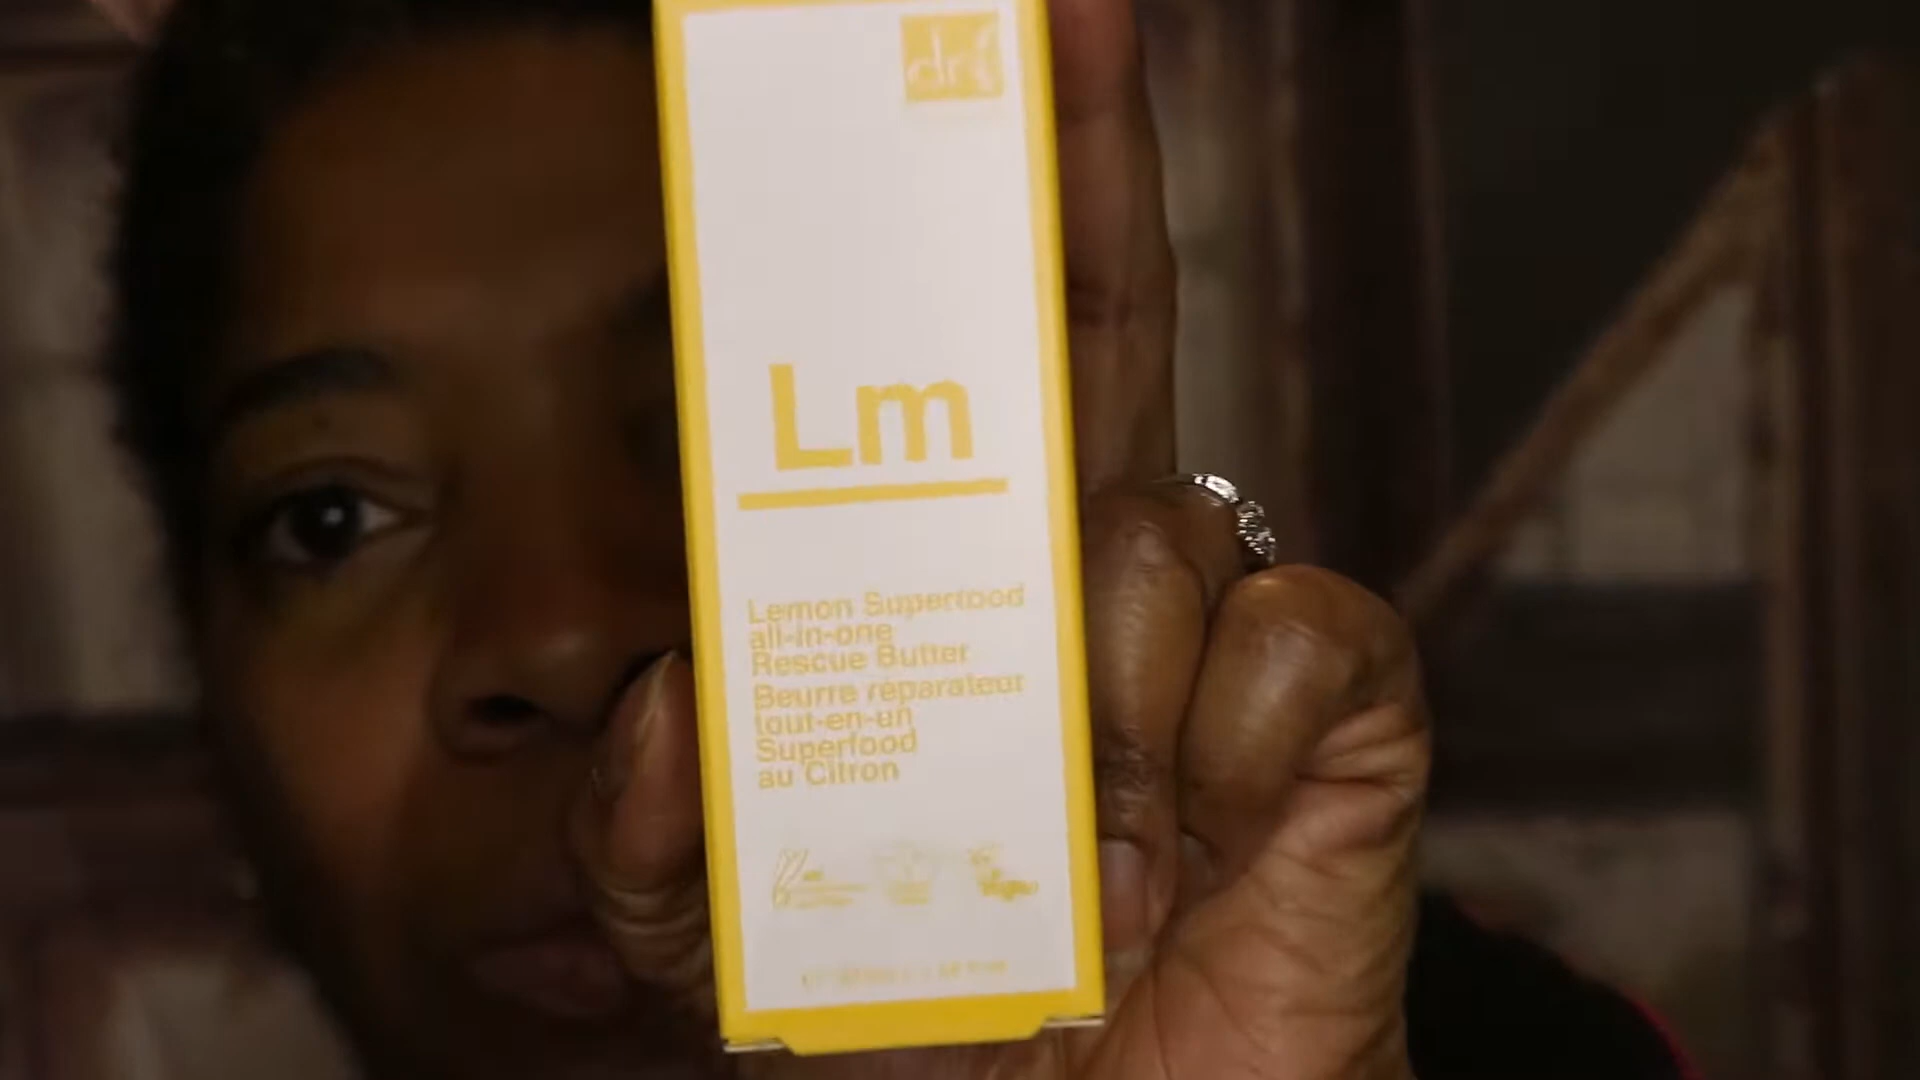 Lm
Lemon Superfood
all-in-one
Rescue Butter
Beurre réparateur
tout-en-un
Superfood
au Citron